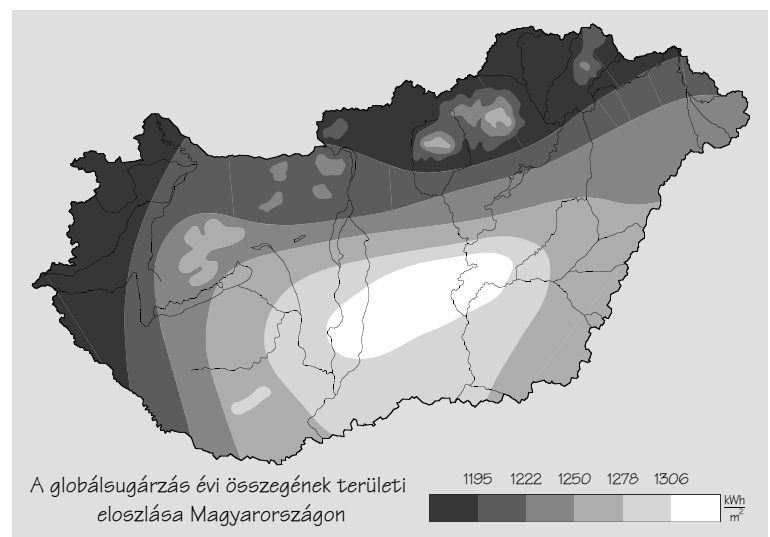 A globálsugárzás évi összegének területi
eloszlása Magyarországon
1195 1222 1250 1278 1306
kWh
m²